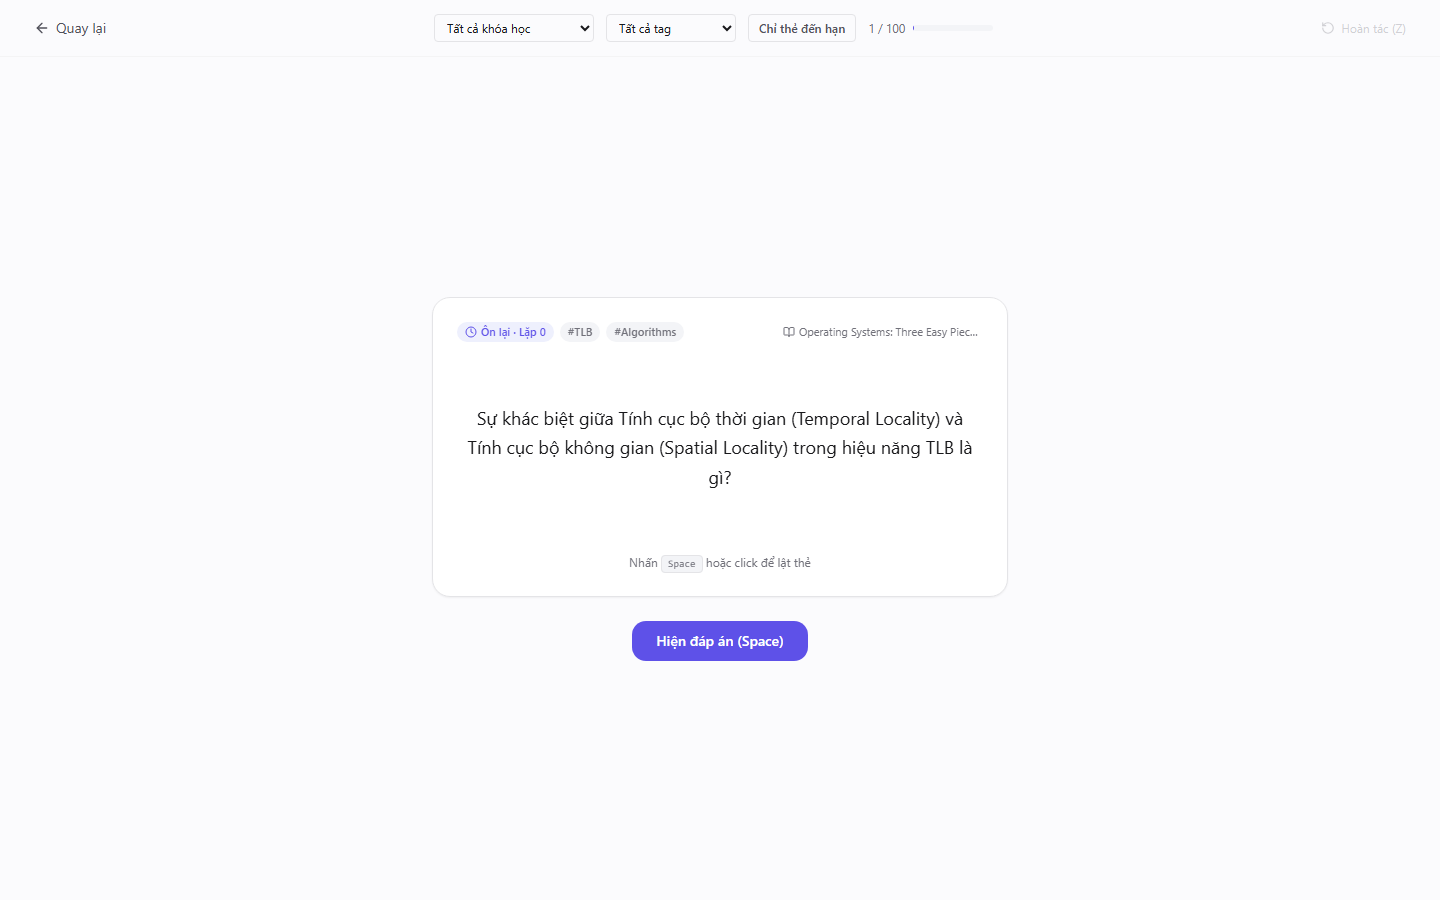 Quay lại
Tất cả khóa học
Tất cả tag
Chỉ thẻ đến hạn
1 / 100
Hoàn tác (Z)
Ôn lại · Lặp 0
#TLB
#Algorithms
Operating Systems: Three Easy Piec...
Sự khác biệt giữa Tính cục bộ thời gian (Temporal Locality) và
Tính cục bộ không gian (Spatial Locality) trong hiệu năng TLB là
gì?
Nhấn Space hoặc click để lật thẻ
Hiện đáp án (Space)